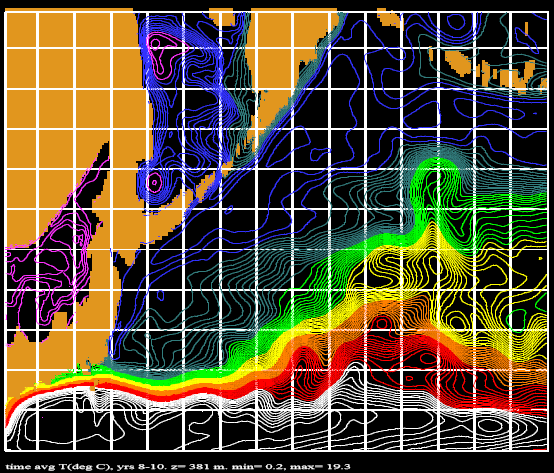 time avg T(deg C), yrs 8-10. z= 381 m. min= 0.2, max= 19.3